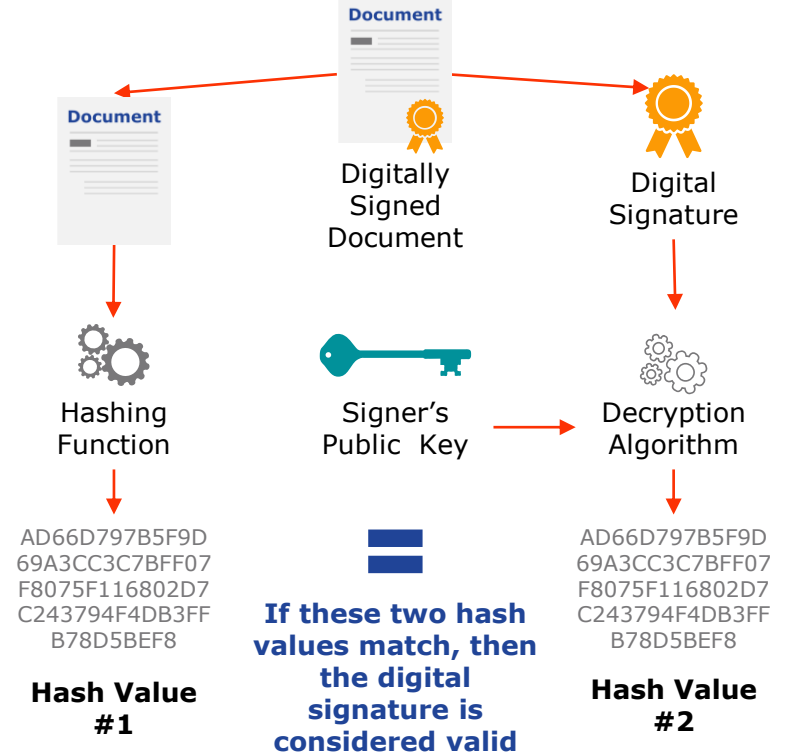 Document
Document
Digitally
Signed
Document
Digital
Signature
Hashing
Function
Signer’s
Public Key
Decryption
Algorithm
AD66D797B5F9D
69A3CC3C7BFF07
F8075F116802D7
C243794F4DB3FF
B78D5BEF8
Hash Value
#1
If these two hash
values match, then
the digital
signature is
considered valid
AD66D797B5F9D
69A3CC3C7BFF07
F8075F116802D7
C243794F4DB3FF
B78D5BEF8
Hash Value
#2